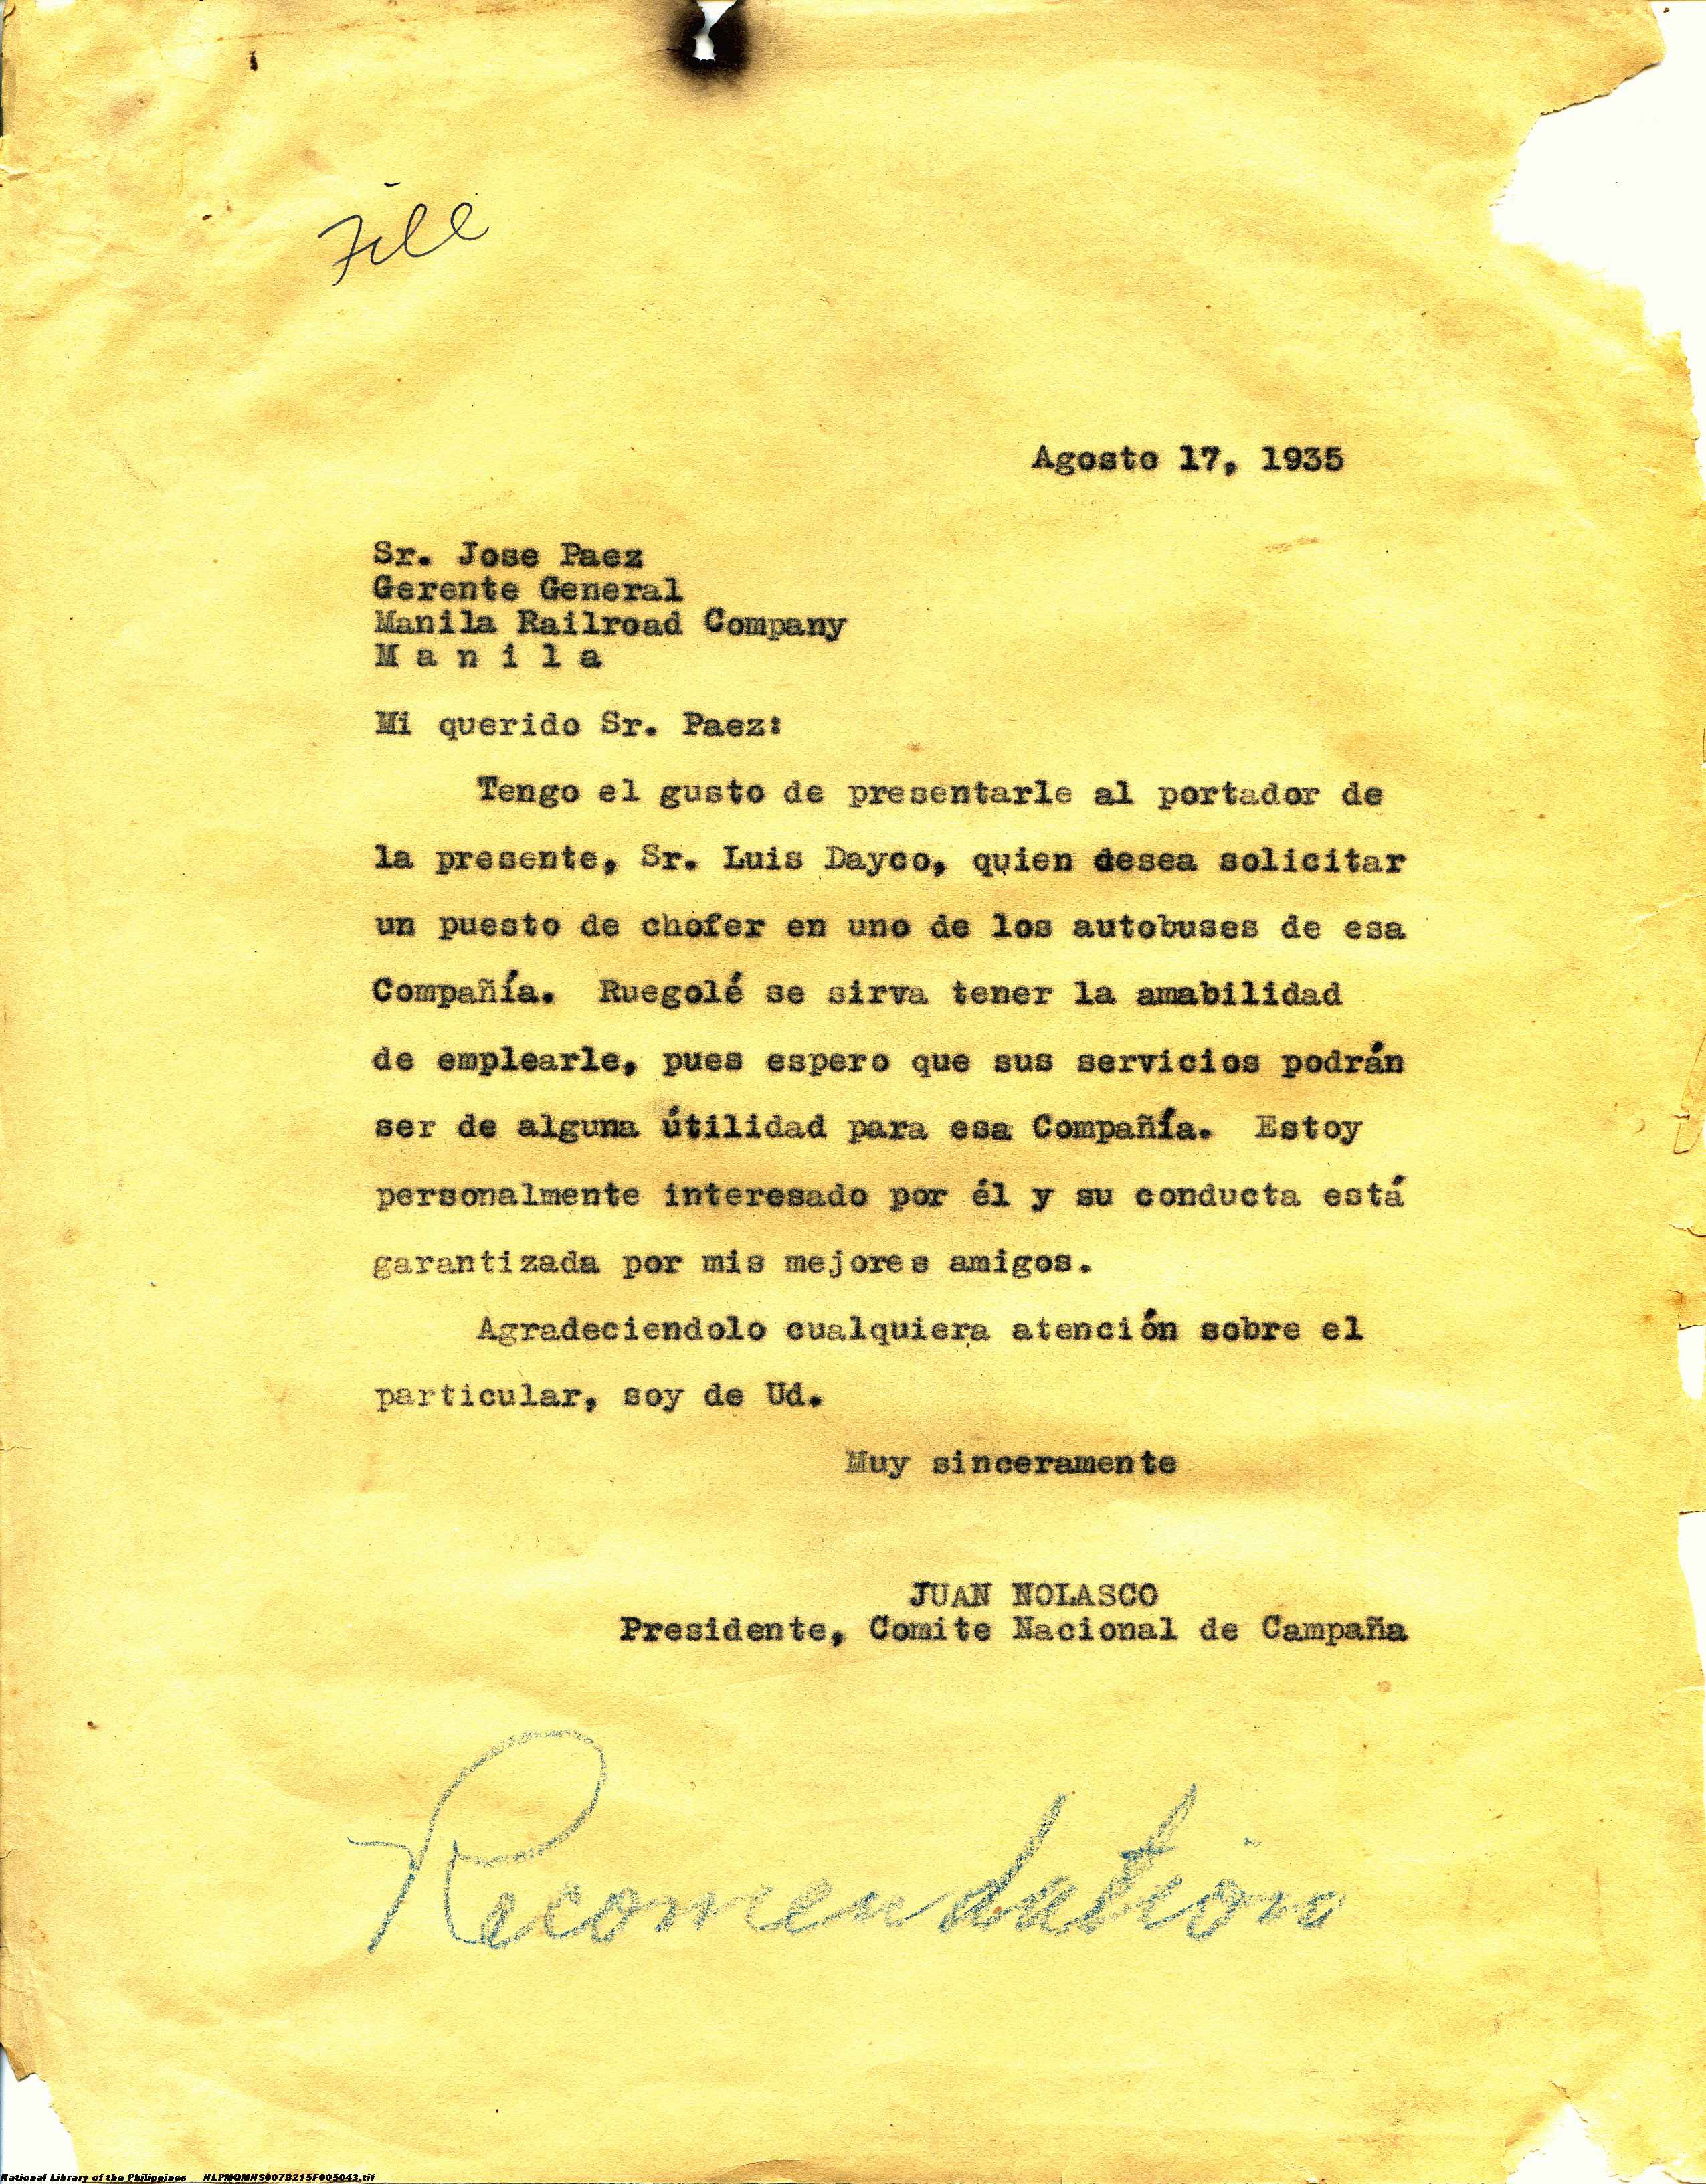 File
Agosto 17, 1935
Sr. Jose Paez
Gerente General
Manila Railroad Company
M a n i l a
Mi querido Sr. Paez:
Tengo el gusto de presentarle al portador de
la presente, Sr. Luis Dayco, quien desea solicitar
un puesto de chofer en uno de los autobuses de esa
Compañía. Ruegolé se sirva tener la amabilidad
de emplearle, pues espero que sus servicios podrán
ser de alguna útilidad para esa Compañía. Estoy
personalmente interesado por él y su conducta está
garantizada por mis mejores amigos.
Agradeciendolo cualquiera atención sobre el
particular, soy de Ud.
Muy sinceramente
JUAN NOLASCO
Presidente, Comite Nacional de Campaña
Recomendations
National Library of the Philippines NLPMQMNS007B215F005043.tif